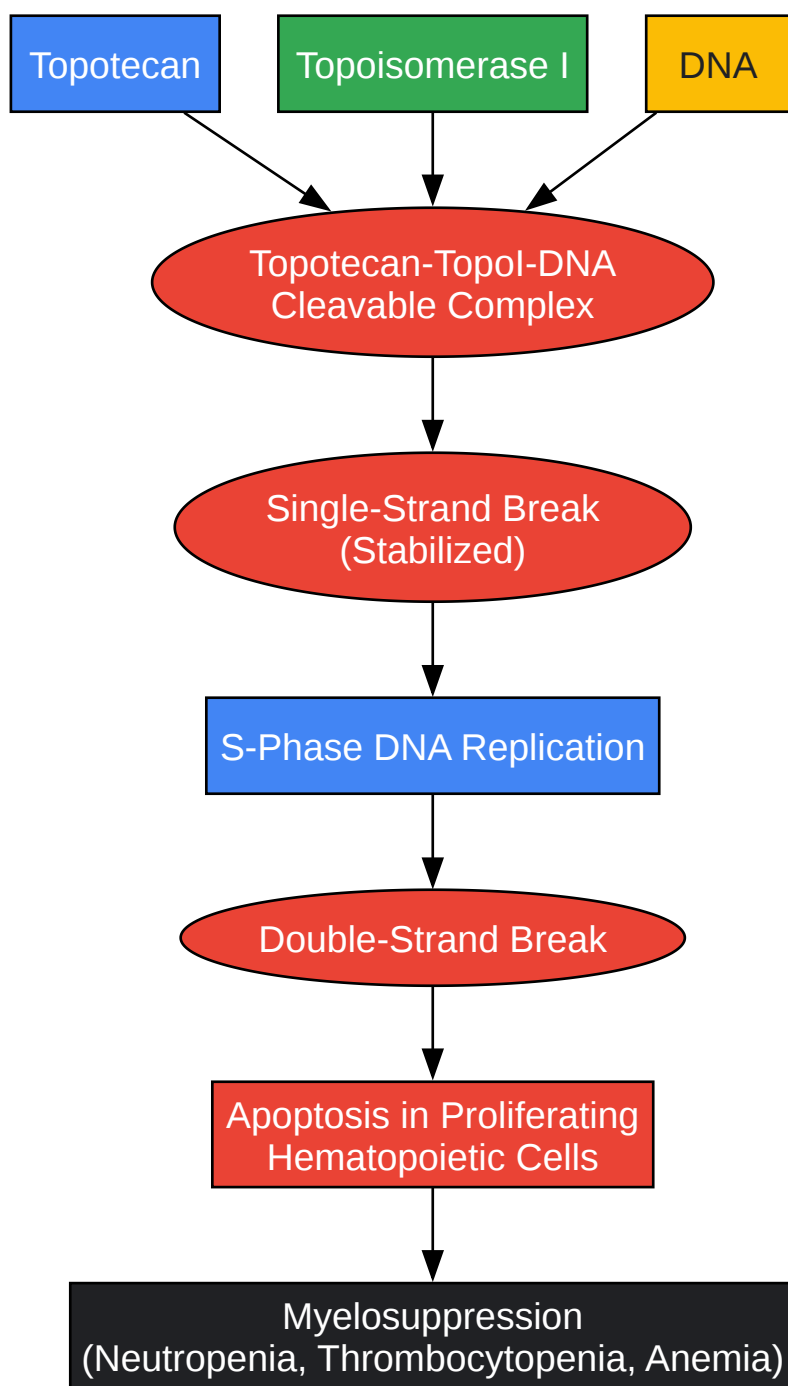 Topotecan
Topoisomerase I
DNA
Topotecan-TopoI-DNA
Cleavable Complex
Single-Strand Break
(Stabilized)
S-Phase DNA Replication
Double-Strand Break
Apoptosis in Proliferating
Hematopoietic Cells
Myelosuppression
(Neutropenia, Thrombocytopenia, Anemia)